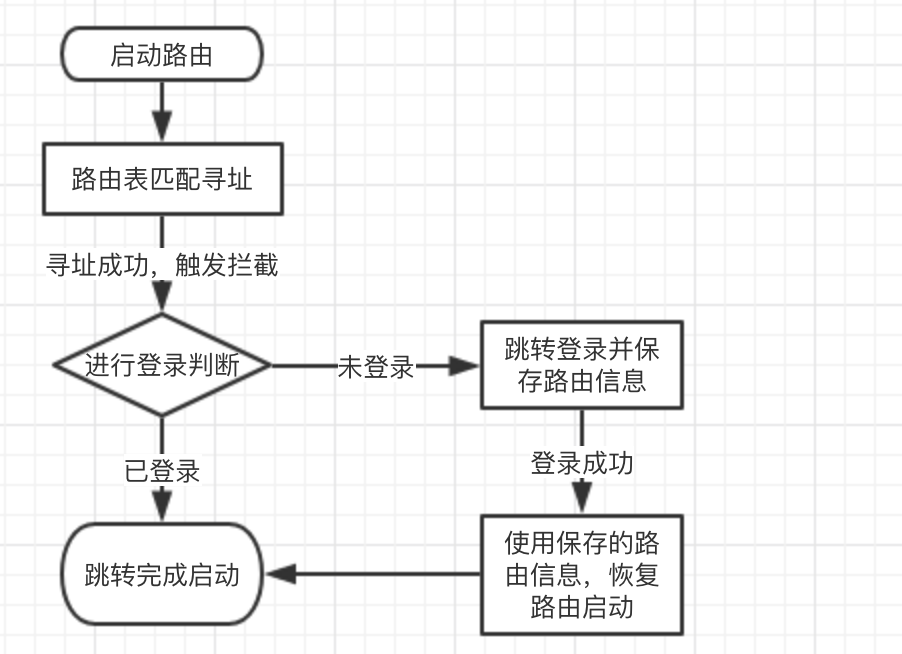 启动路由
路由表匹配寻址
寻址成功，触发拦截
进行登录判断
未登录
跳转登录并保
存路由信息
已登录
登录成功
跳转完成启动
使用保存的路
由信息，恢复
路由启动